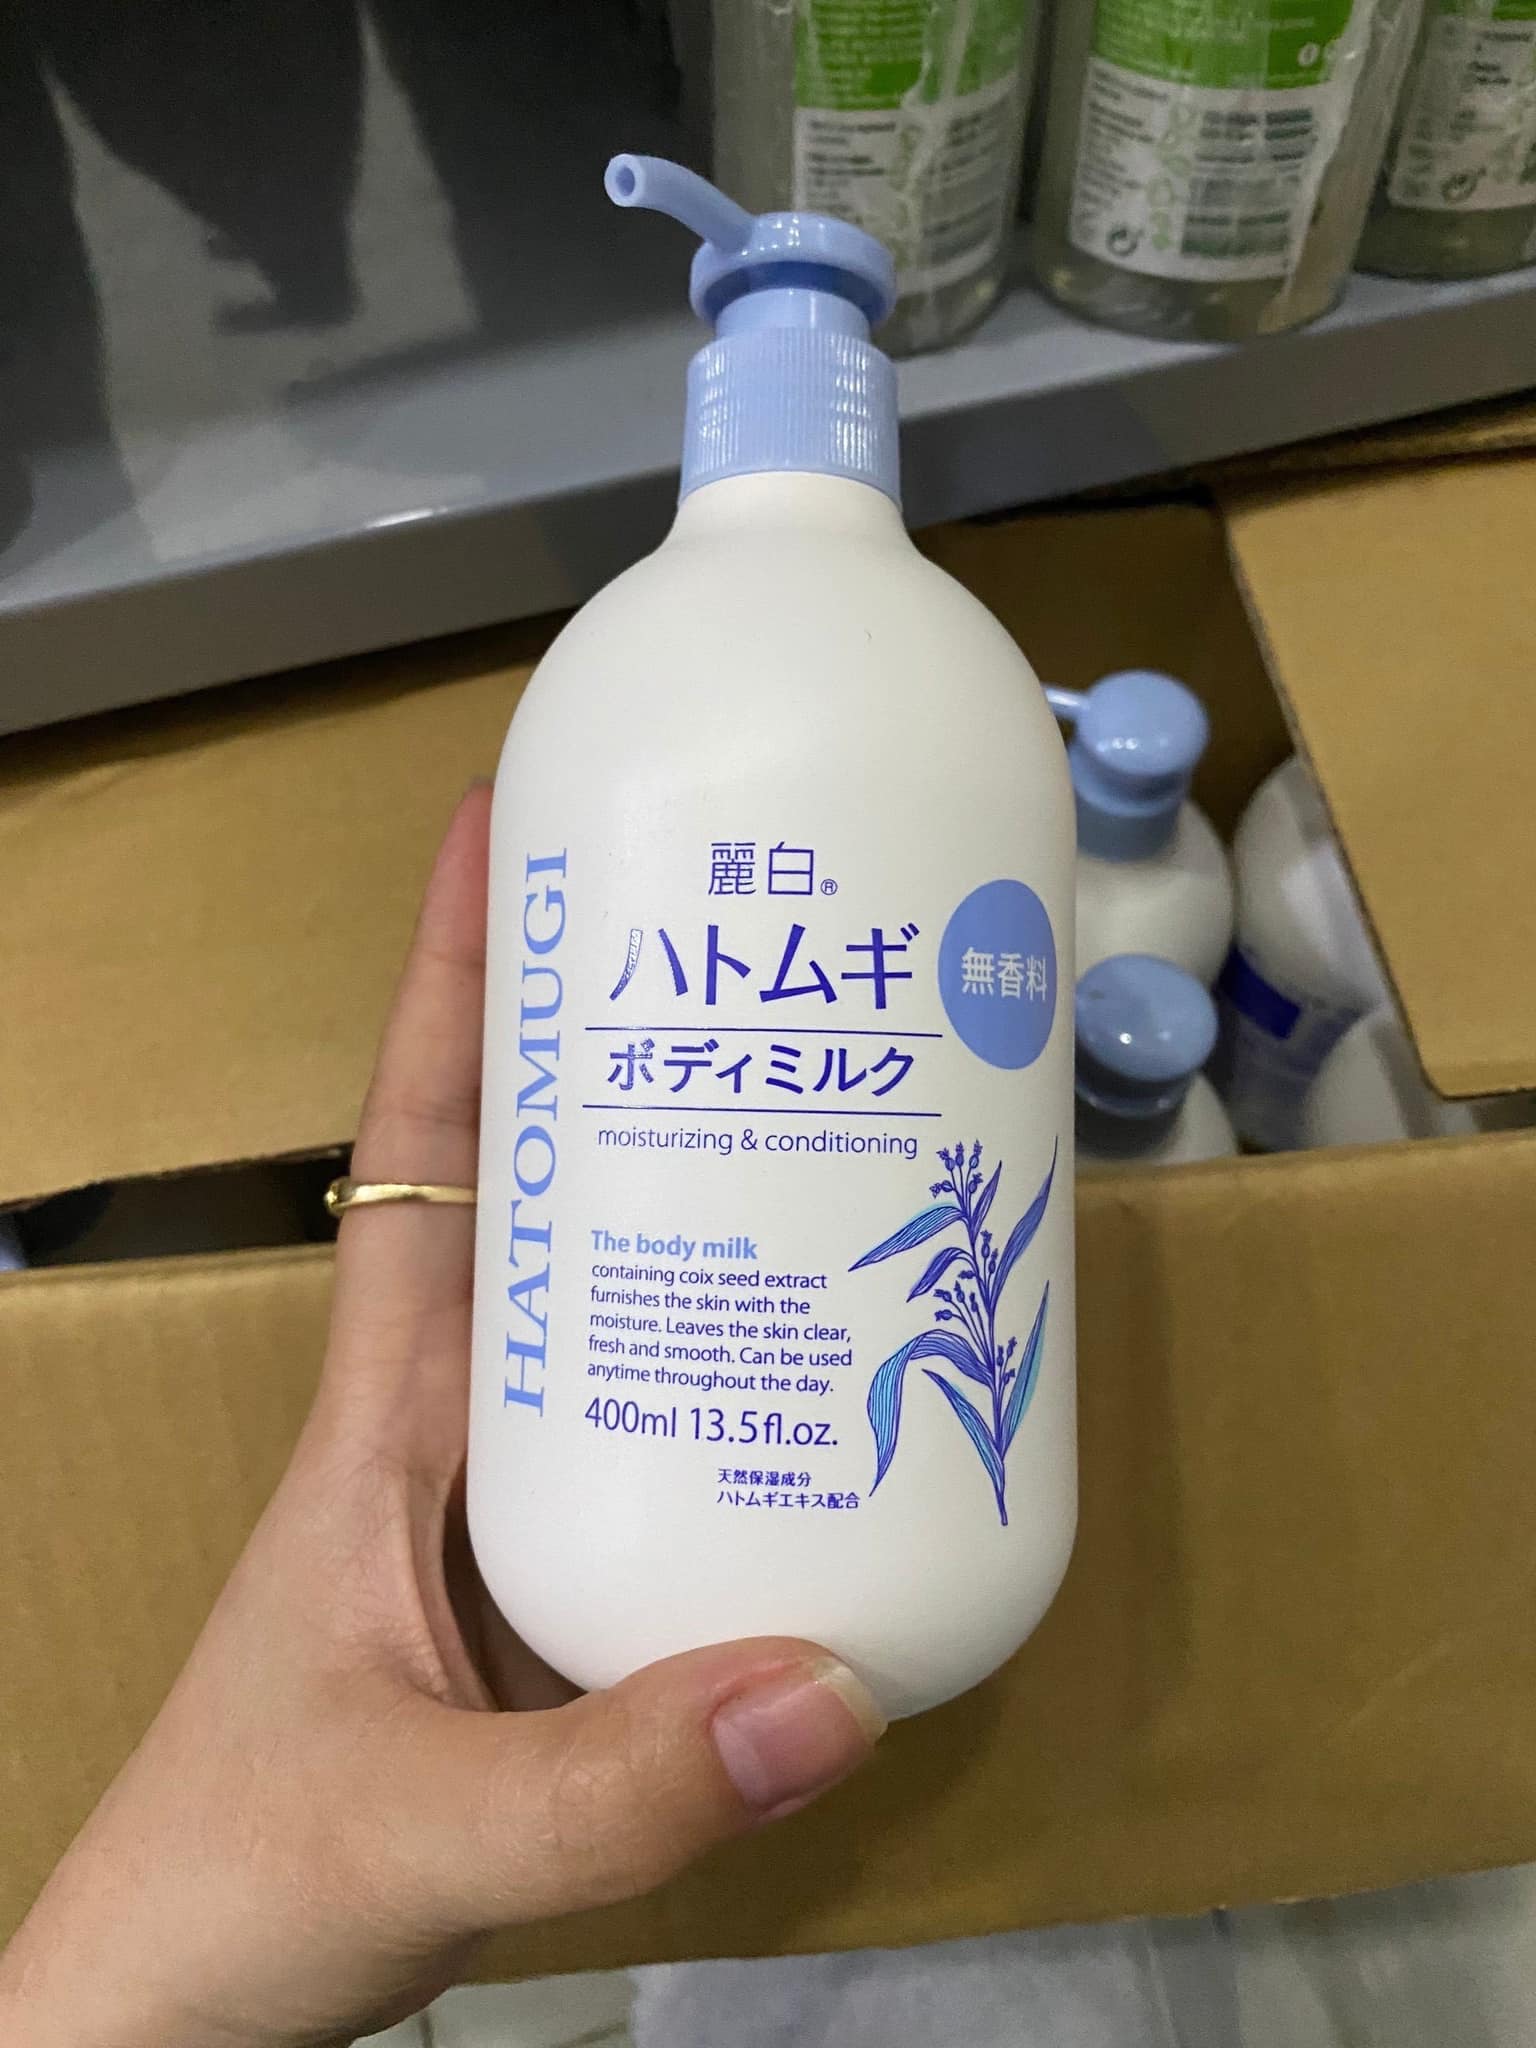 麗白®
ハトムギ
無香料
ボディミルク
moisturizing & conditioning
HATOMUGI
The body milk
containing coix seed extract
furnishes the skin with the
moisture. Leaves the skin clear,
fresh and smooth. Can be used
anytime throughout the day.
400ml 13.5fl.oz.
天然保湿成分
ハトムギエキス配合